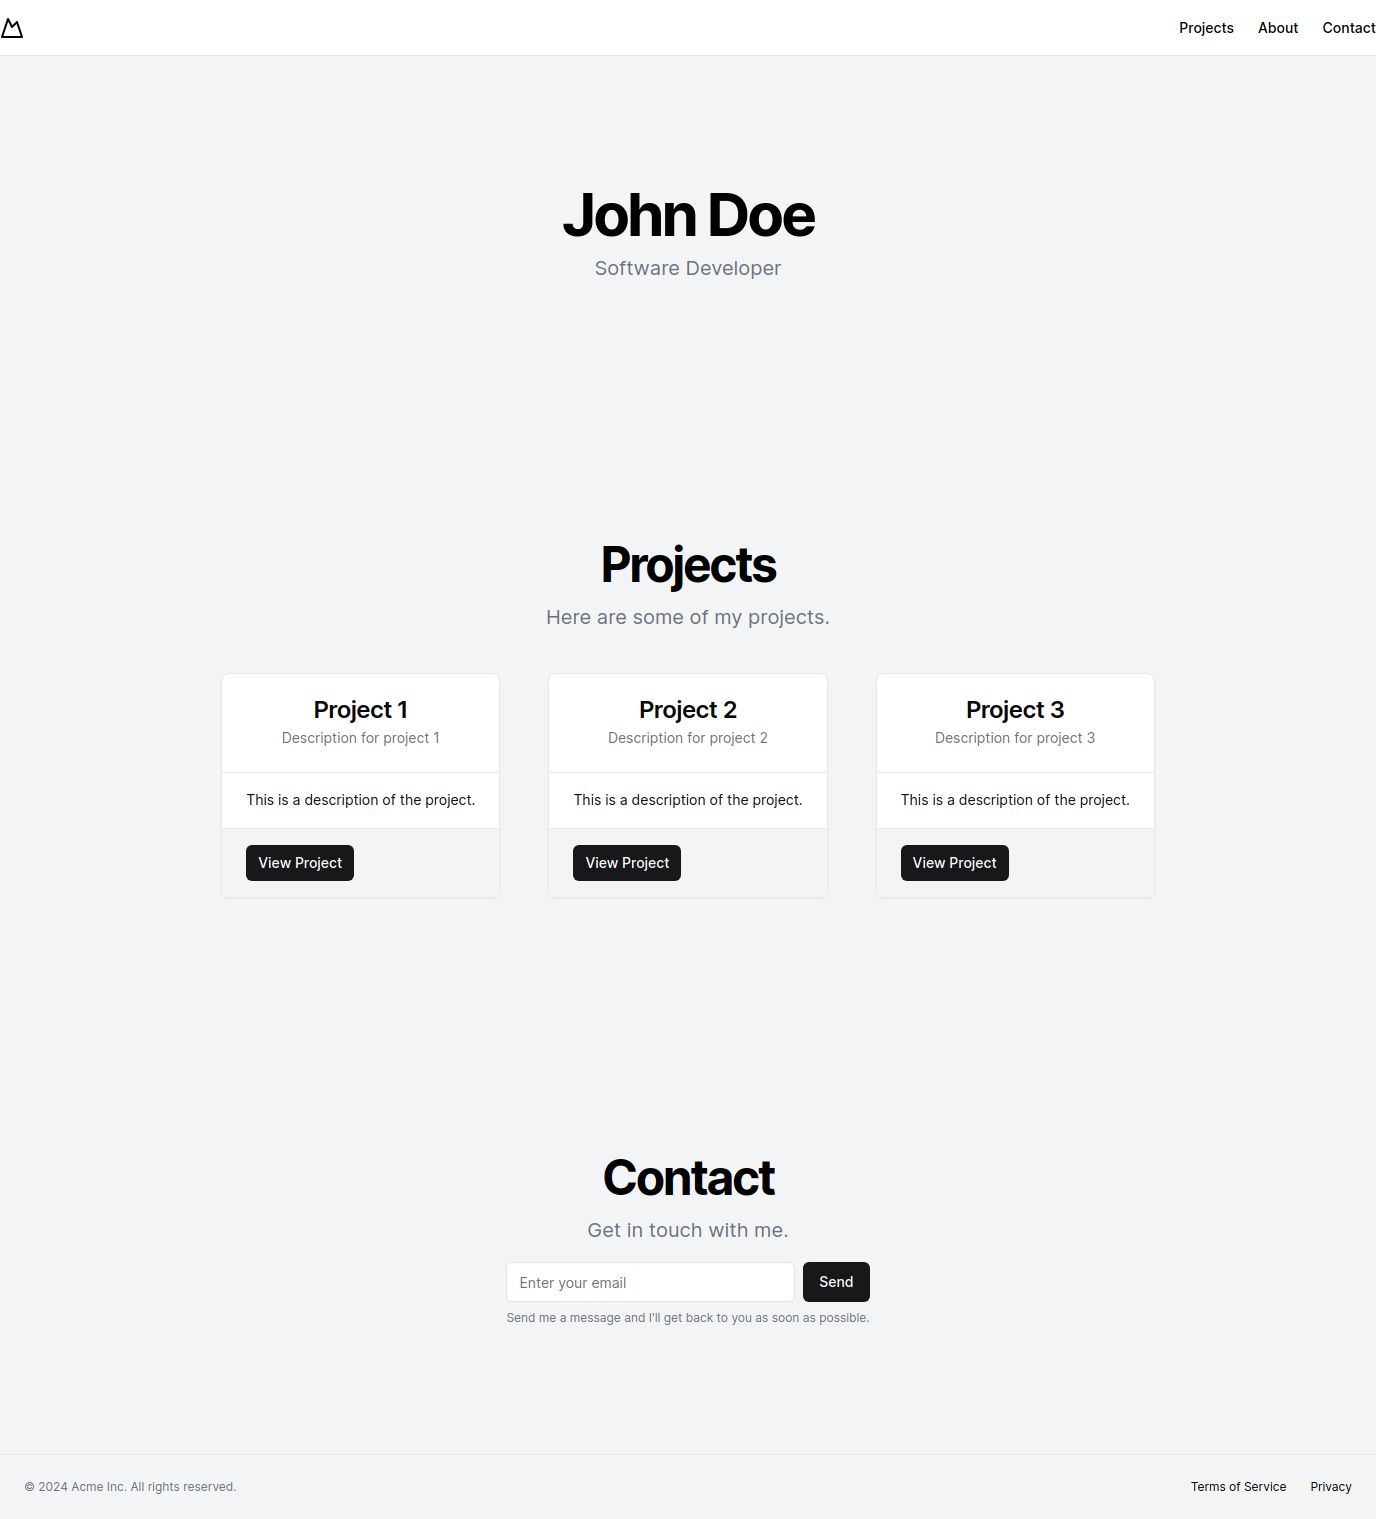 Projects About Contact
John Doe
Software Developer
Projects
Here are some of my projects.
Project 1
Description for project 1
This is a description of the project.
View Project
Project 2
Description for project 2
This is a description of the project.
View Project
Project 3
Description for project 3
This is a description of the project.
View Project
Contact
Get in touch with me.
Enter your email
Send
Send me a message and I'll get back to you as soon as possible.
© 2024 Acme Inc. All rights reserved.
Terms of Service Privacy